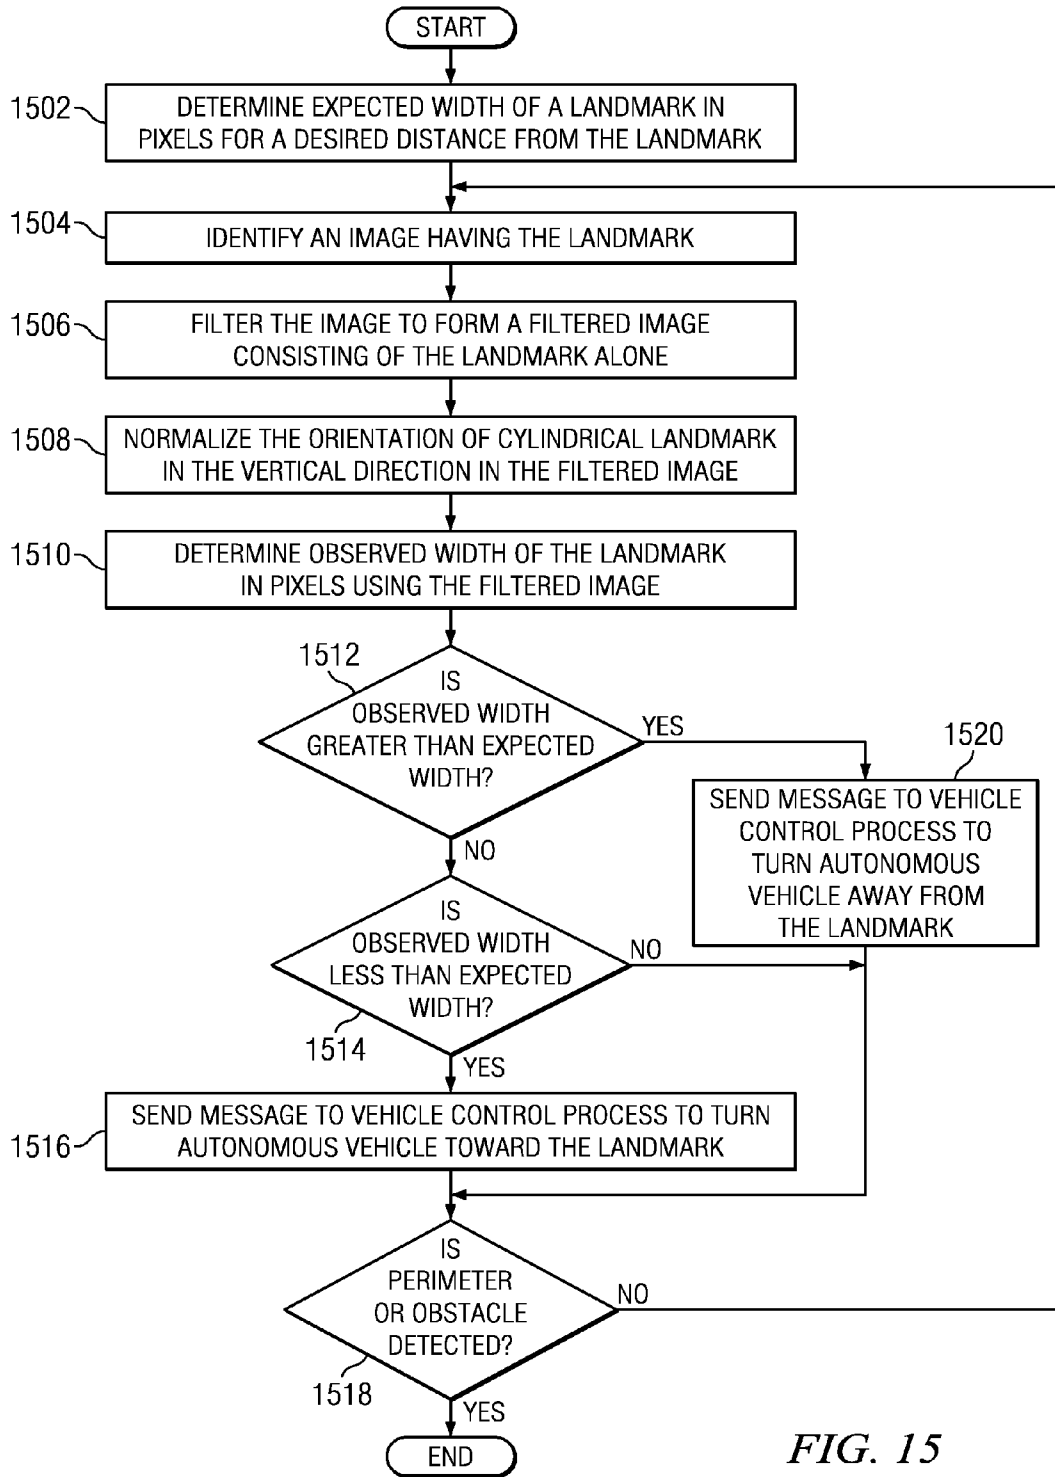 START
1502
DETERMINE EXPECTED WIDTH OF A LANDMARK IN
PIXELS FOR A DESIRED DISTANCE FROM THE LANDMARK
1504
IDENTIFY AN IMAGE HAVING THE LANDMARK
1506
FILTER THE IMAGE TO FORM A FILTERED IMAGE
CONSISTING OF THE LANDMARK ALONE
1508
NORMALIZE THE ORIENTATION OF CYLINDRICAL LANDMARK
IN THE VERTICAL DIRECTION IN THE FILTERED IMAGE
1510
DETERMINE OBSERVED WIDTH OF THE LANDMARK
IN PIXELS USING THE FILTERED IMAGE
1512
IS
OBSERVED WIDTH
GREATER THAN EXPECTED
WIDTH?
YES
NO
1520
SEND MESSAGE TO VEHICLE
CONTROL PROCESS TO
TURN AUTONOMOUS
VEHICLE AWAY FROM
THE LANDMARK
IS
OBSERVED WIDTH
LESS THAN EXPECTED
WIDTH?
NO
1514
YES
1516
SEND MESSAGE TO VEHICLE CONTROL PROCESS TO TURN
AUTONOMOUS VEHICLE TOWARD THE LANDMARK
IS
PERIMETER
OR OBSTACLE
DETECTED?
NO
1518
YES
END
FIG. 15